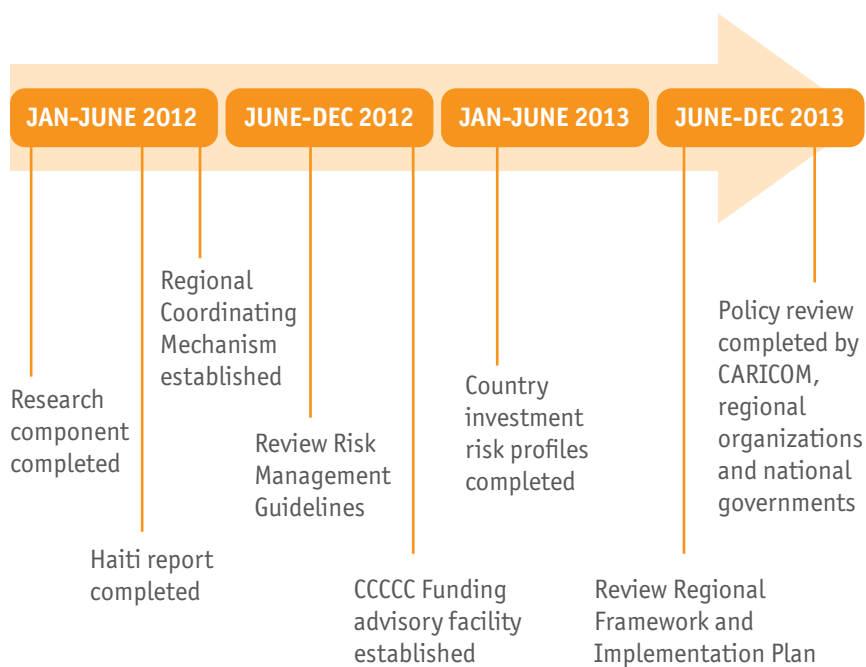 JAN-JUNE 2012
JUNE-DEC 2012
JAN-JUNE 2013
JUNE-DEC 2013
Research
component
completed
Haiti report
completed
Regional
Coordinating
Mechanism
established
Review Risk
Management
Guidelines
CCCCC Funding
advisory facility
established
Country
investment
risk profiles
completed
Review Regional
Framework and
Implementation Plan
Policy review
completed by
CARICOM,
regional
organizations
and national
governments